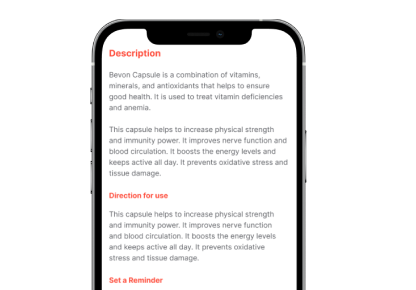 Description
Bevon Capsule is a combination of vitamins,
minerals, and antioxidants that helps to ensure
good health. It is used to treat vitamin deficiencies
and anemia.
This capsule helps to increase physical strength
and immunity power. It improves nerve function and
blood circulation. It boosts the energy levels and
keeps active all day. It prevents oxidative stress and
tissue damage.
Direction for use
This capsule helps to increase physical strength
and immunity power. It improves nerve function
and blood circulation. It boosts the energy levels
and keeps active all day. It prevents oxidative
stress and tissue damage.
Set a Reminder